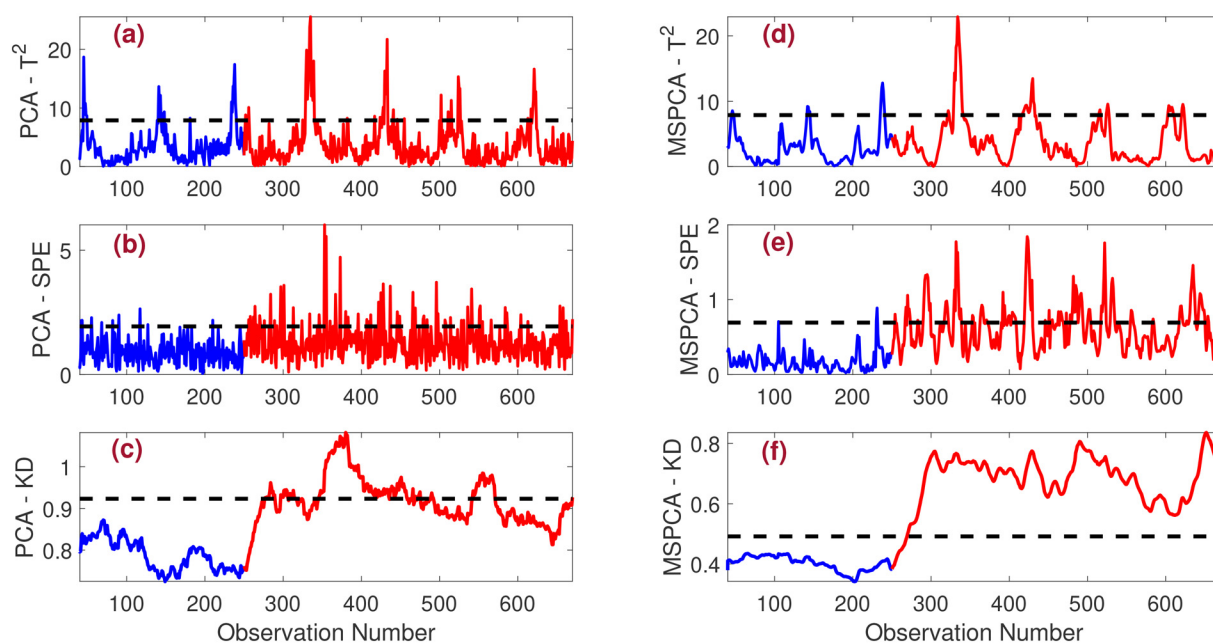 (a)
PCA - T²
20
10
0
100 200 300 400 500 600
(b)
PCA - SPE
5
0
100 200 300 400 500 600
(c)
PCA - KD
1
0.9
0.8
100 200 300 400 500 600
Observation Number
(d)
MSPCA - T²
20
10
0
100 200 300 400 500 600
(e)
MSPCA - SPE
2
1
0
100 200 300 400 500 600
(f)
MSPCA - KD
0.8
0.6
0.4
100 200 300 400 500 600
Observation Number